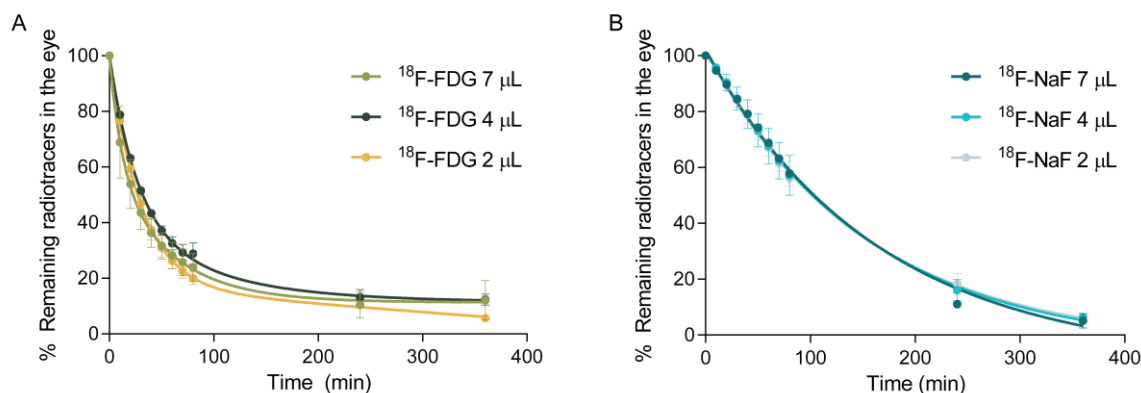 A
% Remaining radiotracers in the eye
100
80
60
40
20
0
0
100
200
300
400
Time (min)
¹⁸F-FDG 7 μL
¹⁸F-FDG 4 μL
¹⁸F-FDG 2 μL
B
% Remaining radiotracers in the eye
100
80
60
40
20
0
0
100
200
300
400
Time (min)
¹⁸F-NaF 7 μL
¹⁸F-NaF 4 μL
¹⁸F-NaF 2 μL